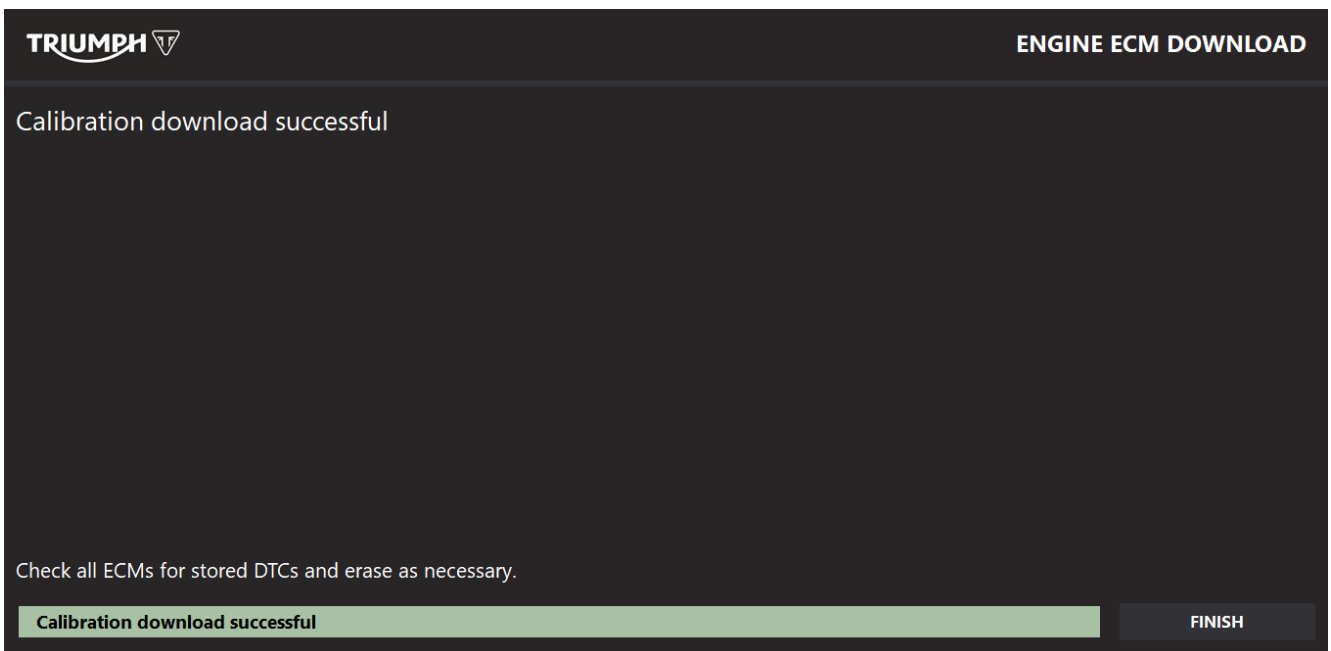 TRIUMPH
ENGINE ECM DOWNLOAD
Calibration download successful
Check all ECMs for stored DTCs and erase as necessary.
Calibration download successful
FINISH